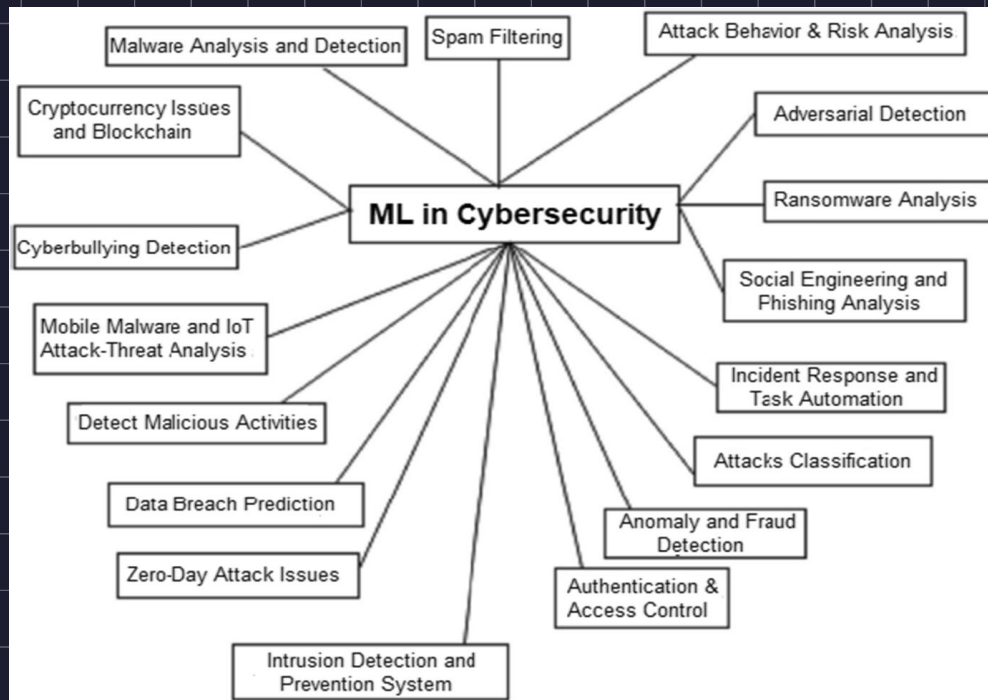 Malware Analysis and Detection
Spam Filtering
Attack Behavior & Risk Analysis
Cryptocurrency Issues
and Blockchain
Adversarial Detection
ML in Cybersecurity
Ransomware Analysis
Cyberbullying Detection
Social Engineering and
Phishing Analysis
Mobile Malware and IoT
Attack-Threat Analysis
Incident Response and
Task Automation
Detect Malicious Activities
Attacks Classification
Data Breach Prediction
Anomaly and Fraud
Detection
Zero-Day Attack Issues
Authentication &
Access Control
Intrusion Detection and
Prevention System